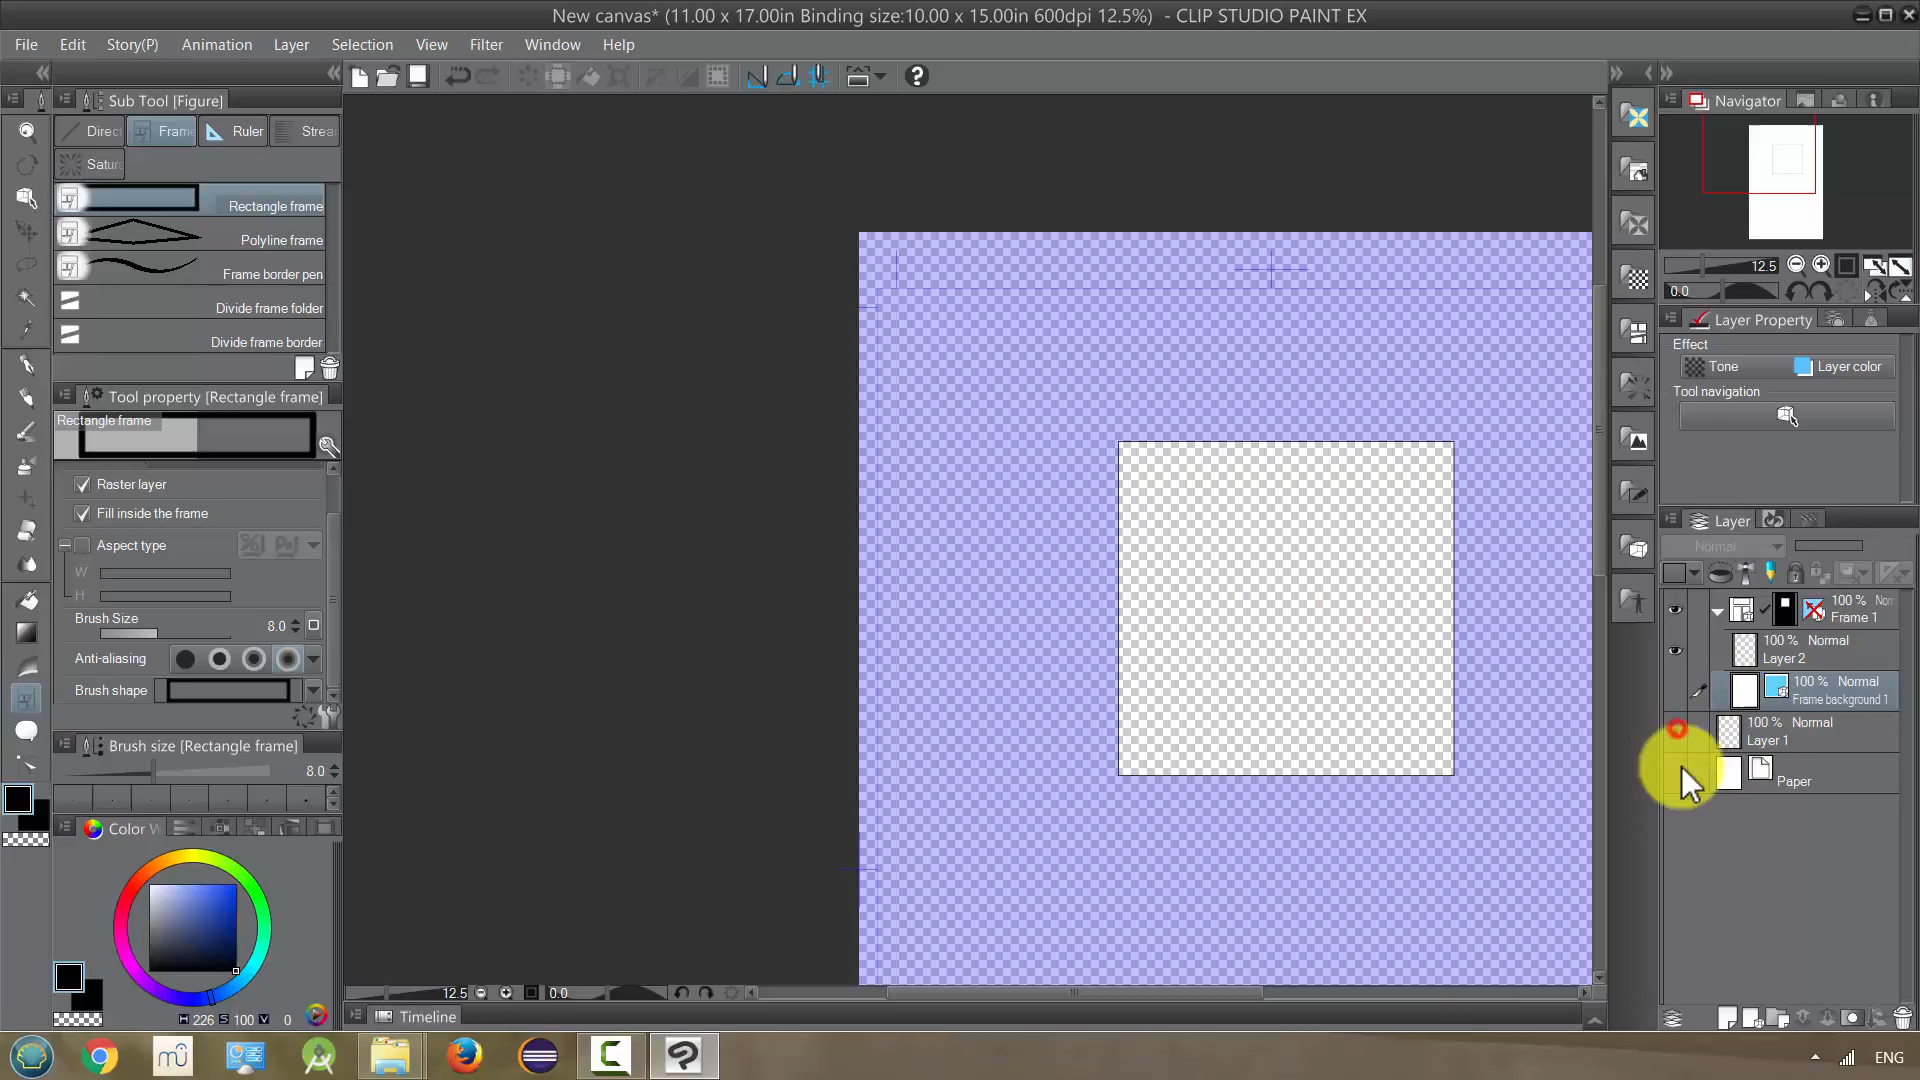 New canvas* (11.00 x 17.00in Binding size:10.00 x 15.00in 600dpi 12.5%) - CLIP STUDIO PAINT EX
File Edit Story(P) Animation Layer Selection View Filter Window Help
Sub Tool [Figure]
Direc Frame Ruler Strea
Satura
Rectangle frame
Polyline frame
Frame border pen
Divide frame folder
Divide frame border
Tool property [Rectangle frame]
Rectangle frame
Raster layer
Fill inside the frame
Aspect type
W
H
Brush Size 8.0
Anti-aliasing
Brush shape
Brush size [Rectangle frame]
8.0
Color W
H 226 S 100 V 0
12.5 0.0
Timeline
Navigator
12.5
0.0
Layer Property
Effect
Tone Layer color
Tool navigation
Layer
Normal
100 % Nor
Frame 1
100 % Normal
Layer 2
100 % Normal
Frame background 1
100 % Normal
Layer 1
Paper
ENG